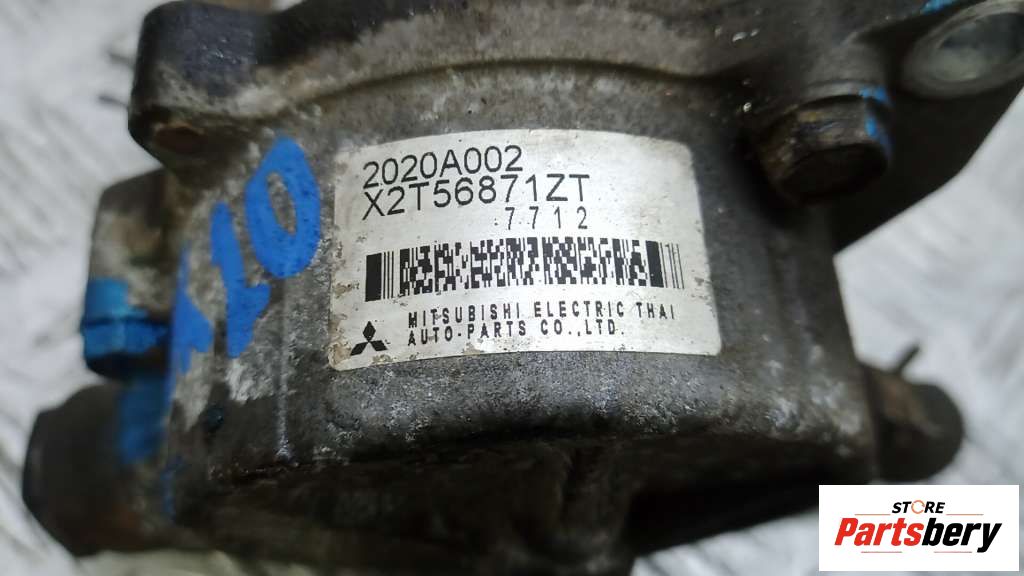 2020A002
X2T56871ZT
7712
MITSUBISHI ELECTRIC THAI
AUTO-PARTS CO.,LTD.
STORE
Partsbery